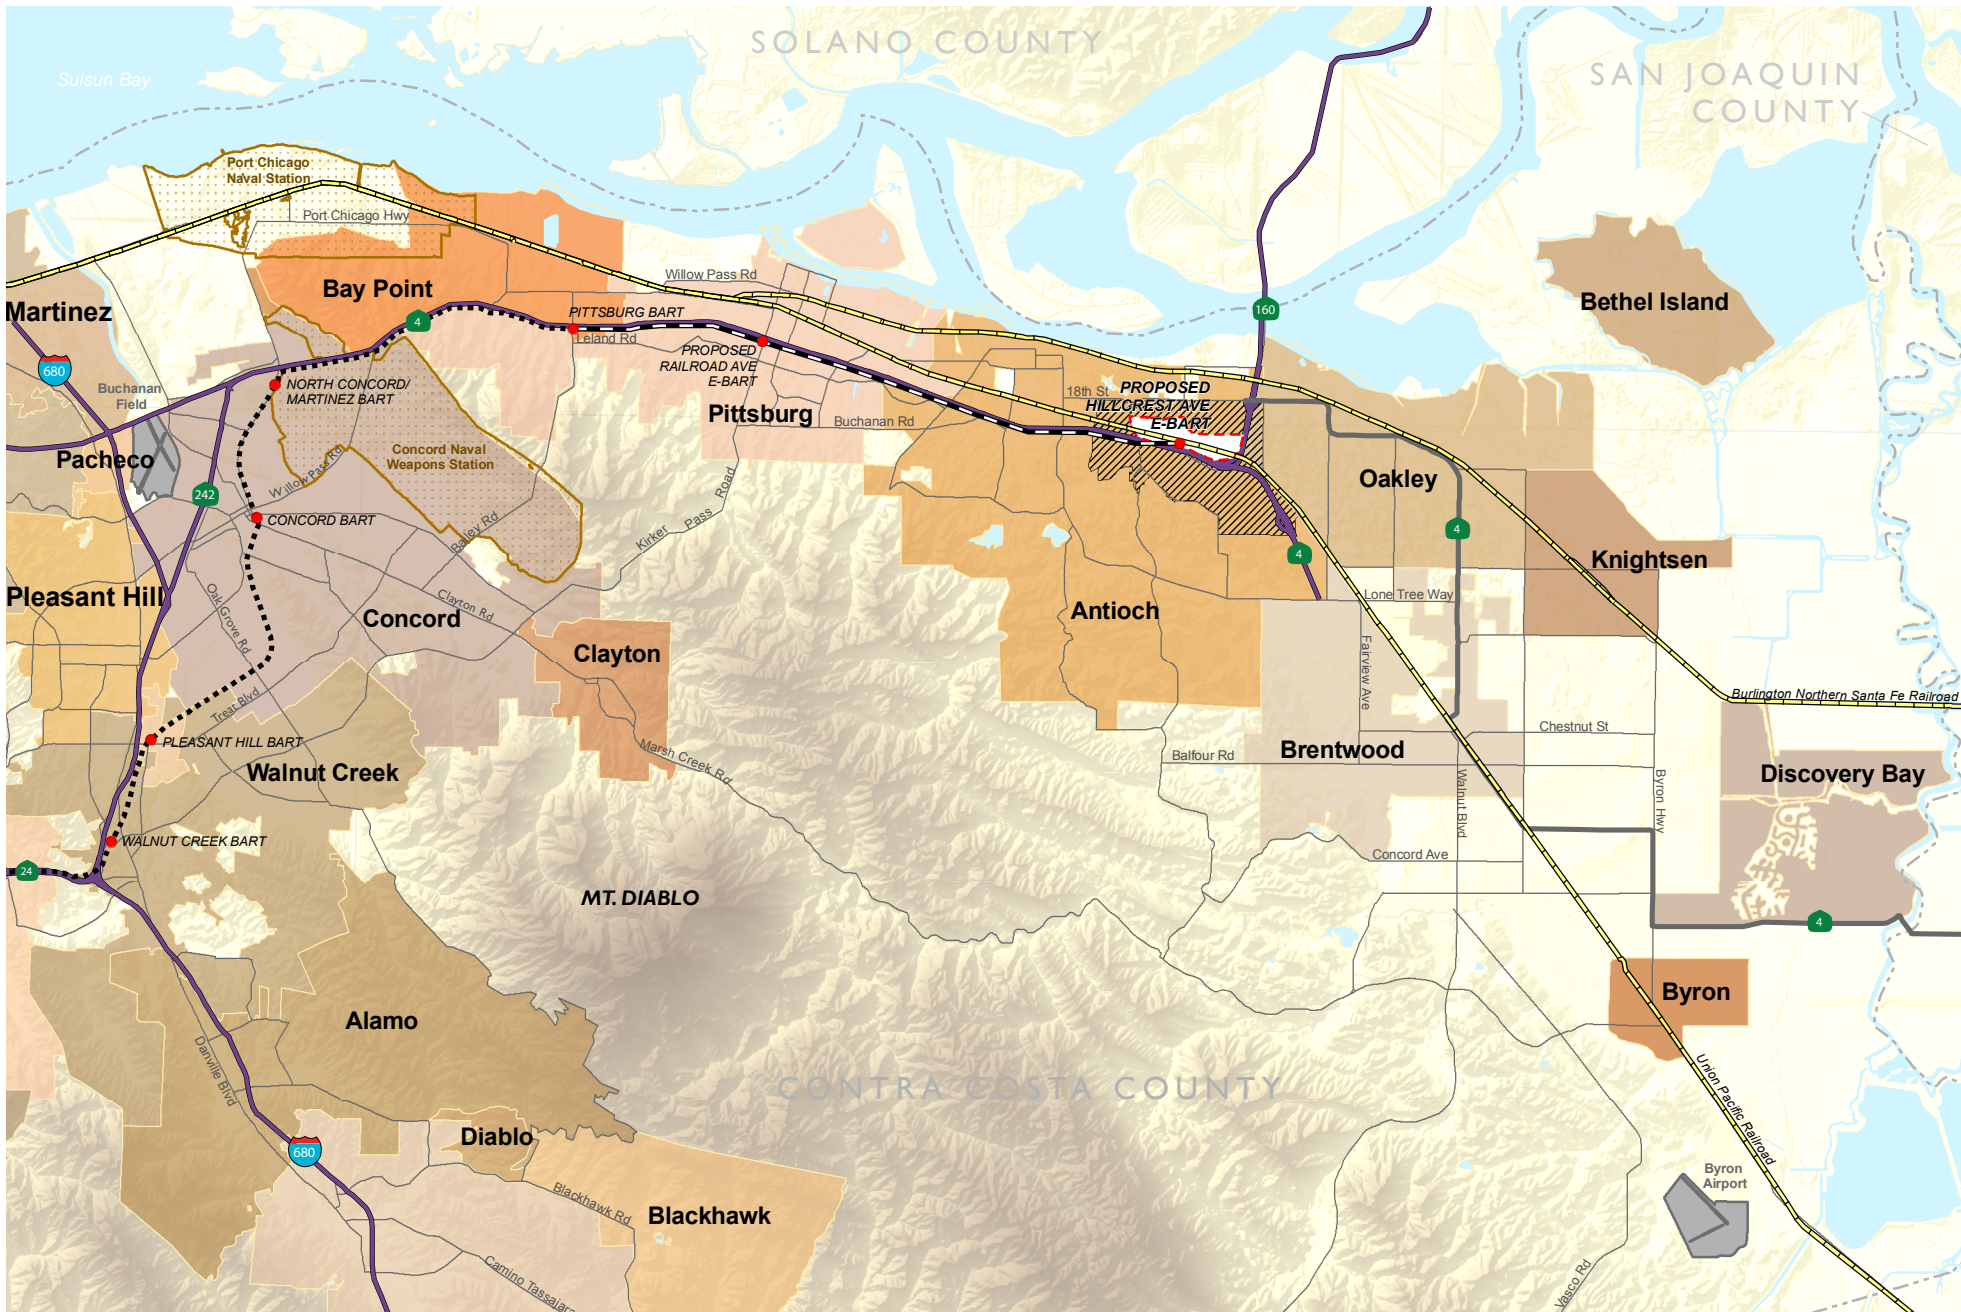 SOLANO COUNTY
SAN JOAQUIN
COUNTY
Suisun Bay
Port Chicago
Naval Station
Port Chicago Hwy
Willow Pass Rd
Bay Point
Martinez
4
PITTSBURG BART
Leland Rd
160
Bethel Island
680
PROPOSED
RAILROAD AVE
E-BART
Buchanan
Field
NORTH CONCORD/
MARTINEZ BART
18th St
PROPOSED
HILLCREST AVE
E-BART
Pittsburg
Buchanan Rd
Pacheco
Concord Naval
Weapons Station
Willow Pass Rd
242
CONCORD BART
Bailey Rd
Kirker
Pass
Road
Oakley
4
4
Knightsen
Pleasant Hill
Oak Grove Rd
Clayton Rd
Concord
Antioch
Lone Tree Way
Clayton
Fairview Ave
Treat Blvd
Burlington Northern Santa Fe Railroad
PLEASANT HILL BART
Marsh Creek Rd
Chestnut St
Balfour Rd
Brentwood
Walnut Creek
Walnut Blvd
Byron Hwy
Discovery Bay
WALNUT CREEK BART
Concord Ave
24
MT. DIABLO
4
Byron
Alamo
Danville Blvd
CONTRA COSTA COUNTY
Union Pacific Railroad
Diablo
680
Byron
Airport
Blackhawk Rd
Blackhawk
Camino Tassajara
Vasco Rd